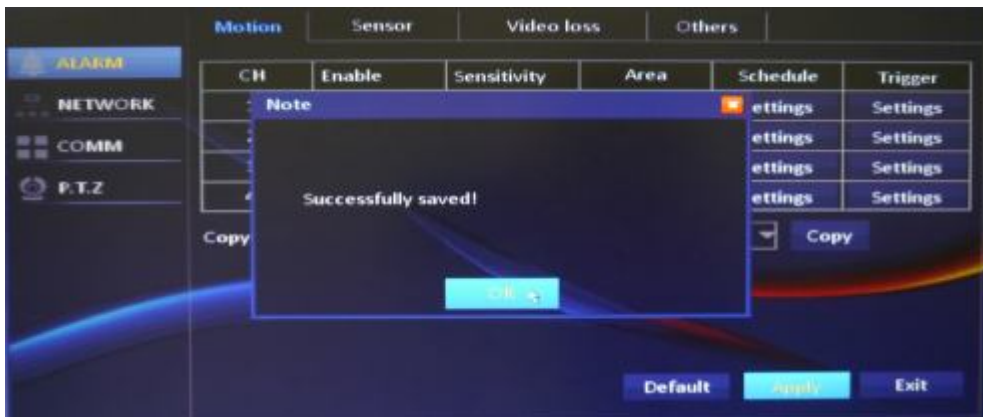 Motion Sensor Video loss Others
ALARM
NETWORK
COMM
P.T.Z
CH Enable Sensitivity Area Schedule Trigger
Note
ettings Settings
ettings Settings
ettings Settings
ettings Settings
Successfully saved!
Copy Copy
OK
Default Apply Exit